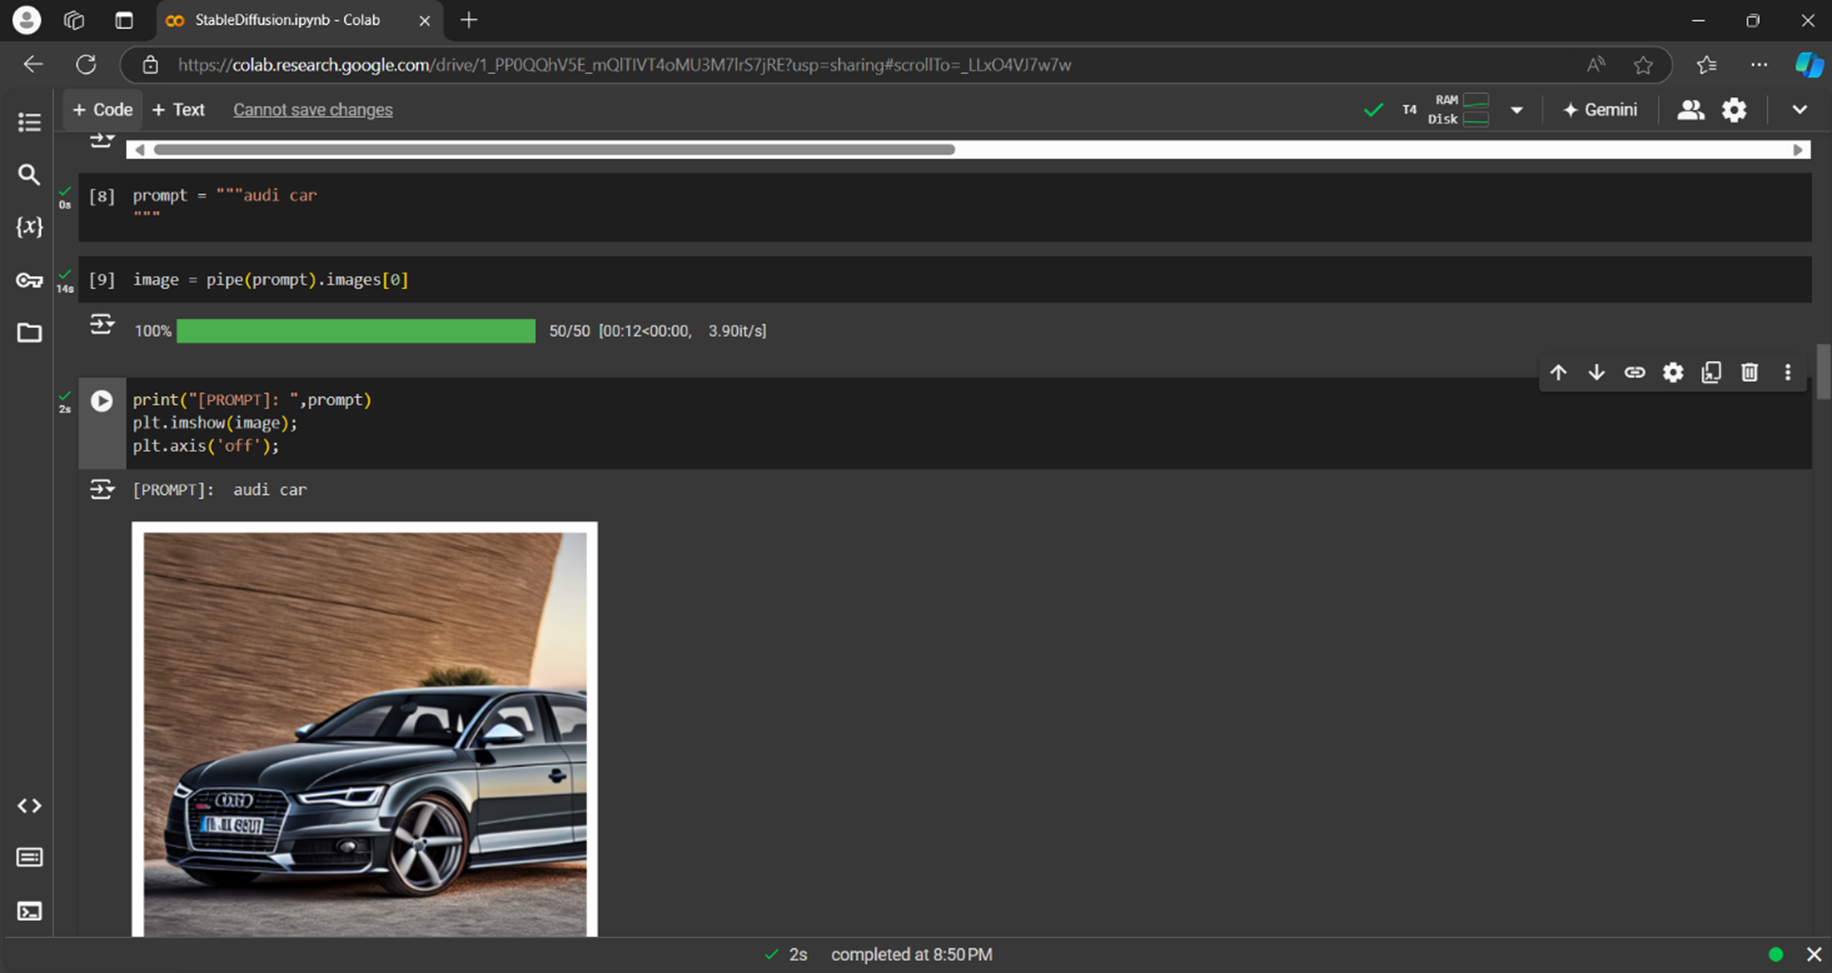 StableDiffusion.ipynb - Colab
https://colab.research.google.com/drive/1_PP0QQhV5E_mQlTIVT4oMU3M7lrS7jRE?usp=sharing#scrollTo=_LLxO4VJ7w7w
+ Code + Text Cannot save changes
T4 RAM Disk Gemini
[8] prompt = """audi car
"""
0s
[9] image = pipe(prompt).images[0]
14s
100% 50/50 [00:12<00:00, 3.90it/s]
print("[PROMPT]: ",prompt)
2s
plt.imshow(image);
plt.axis('off');
[PROMPT]: audi car
2s completed at 8:50 PM